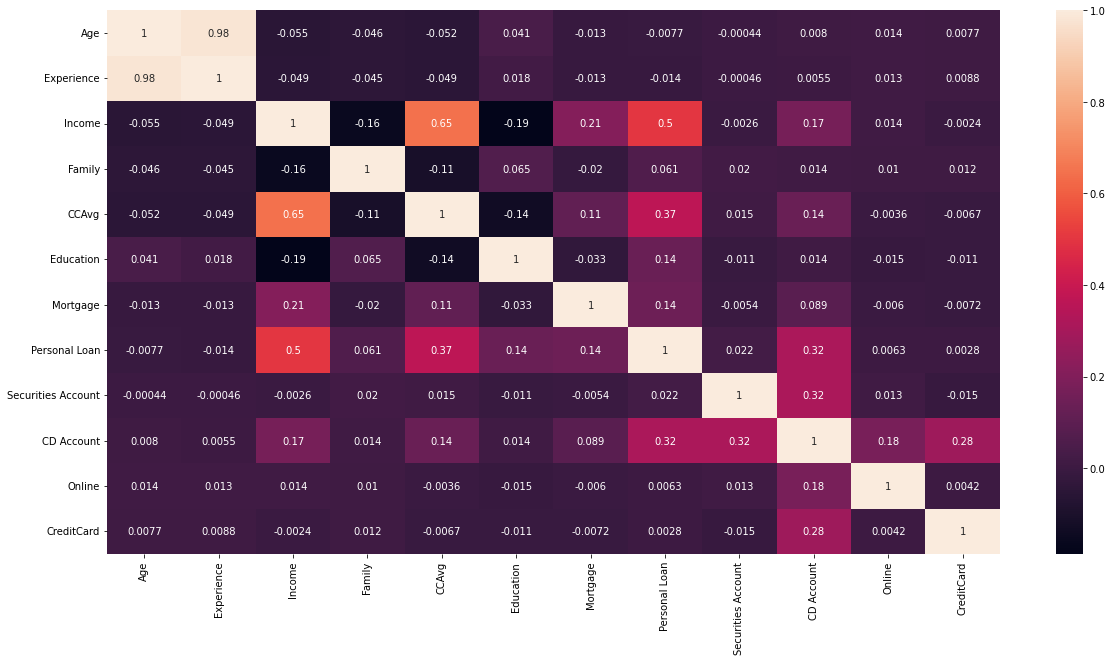 Age 1 0.98 -0.055 -0.046 -0.052 0.041 -0.013 -0.0077 -0.00044 0.008 0.014 0.0077
Experience 0.98 1 -0.049 -0.045 -0.049 0.018 -0.013 -0.014 -0.00046 0.0055 0.013 0.0088
Income -0.055 -0.049 1 -0.16 0.65 -0.19 0.21 0.5 -0.0026 0.17 0.014 -0.0024
Family -0.046 -0.045 -0.16 1 -0.11 0.065 -0.02 0.061 0.02 0.014 0.01 0.012
CCAvg -0.052 -0.049 0.65 -0.11 1 -0.14 0.11 0.37 0.015 0.14 -0.0036 -0.0067
Education 0.041 0.018 -0.19 0.065 -0.14 1 -0.033 0.14 -0.011 0.014 -0.015 -0.011
Mortgage -0.013 -0.013 0.21 -0.02 0.11 -0.033 1 0.14 -0.0054 0.089 -0.006 -0.0072
Personal Loan -0.0077 -0.014 0.5 0.061 0.37 0.14 0.14 1 0.022 0.32 0.0063 0.0028
Securities Account -0.00044 -0.00046 -0.0026 0.02 0.015 -0.011 -0.0054 0.022 1 0.32 0.013 -0.015
CD Account 0.008 0.0055 0.17 0.014 0.14 0.014 0.089 0.32 0.32 1 0.18 0.28
Online 0.014 0.013 0.014 0.01 -0.0036 -0.015 -0.006 0.0063 0.013 0.18 1 0.0042
CreditCard 0.0077 0.0088 -0.0024 0.012 -0.0067 -0.011 -0.0072 0.0028 -0.015 0.28 0.0042 1
Age
Experience
Income
Family
CCAvg
Education
Mortgage
Personal Loan
Securities Account
CD Account
Online
CreditCard
1.0
0.8
0.6
0.4
0.2
0.0